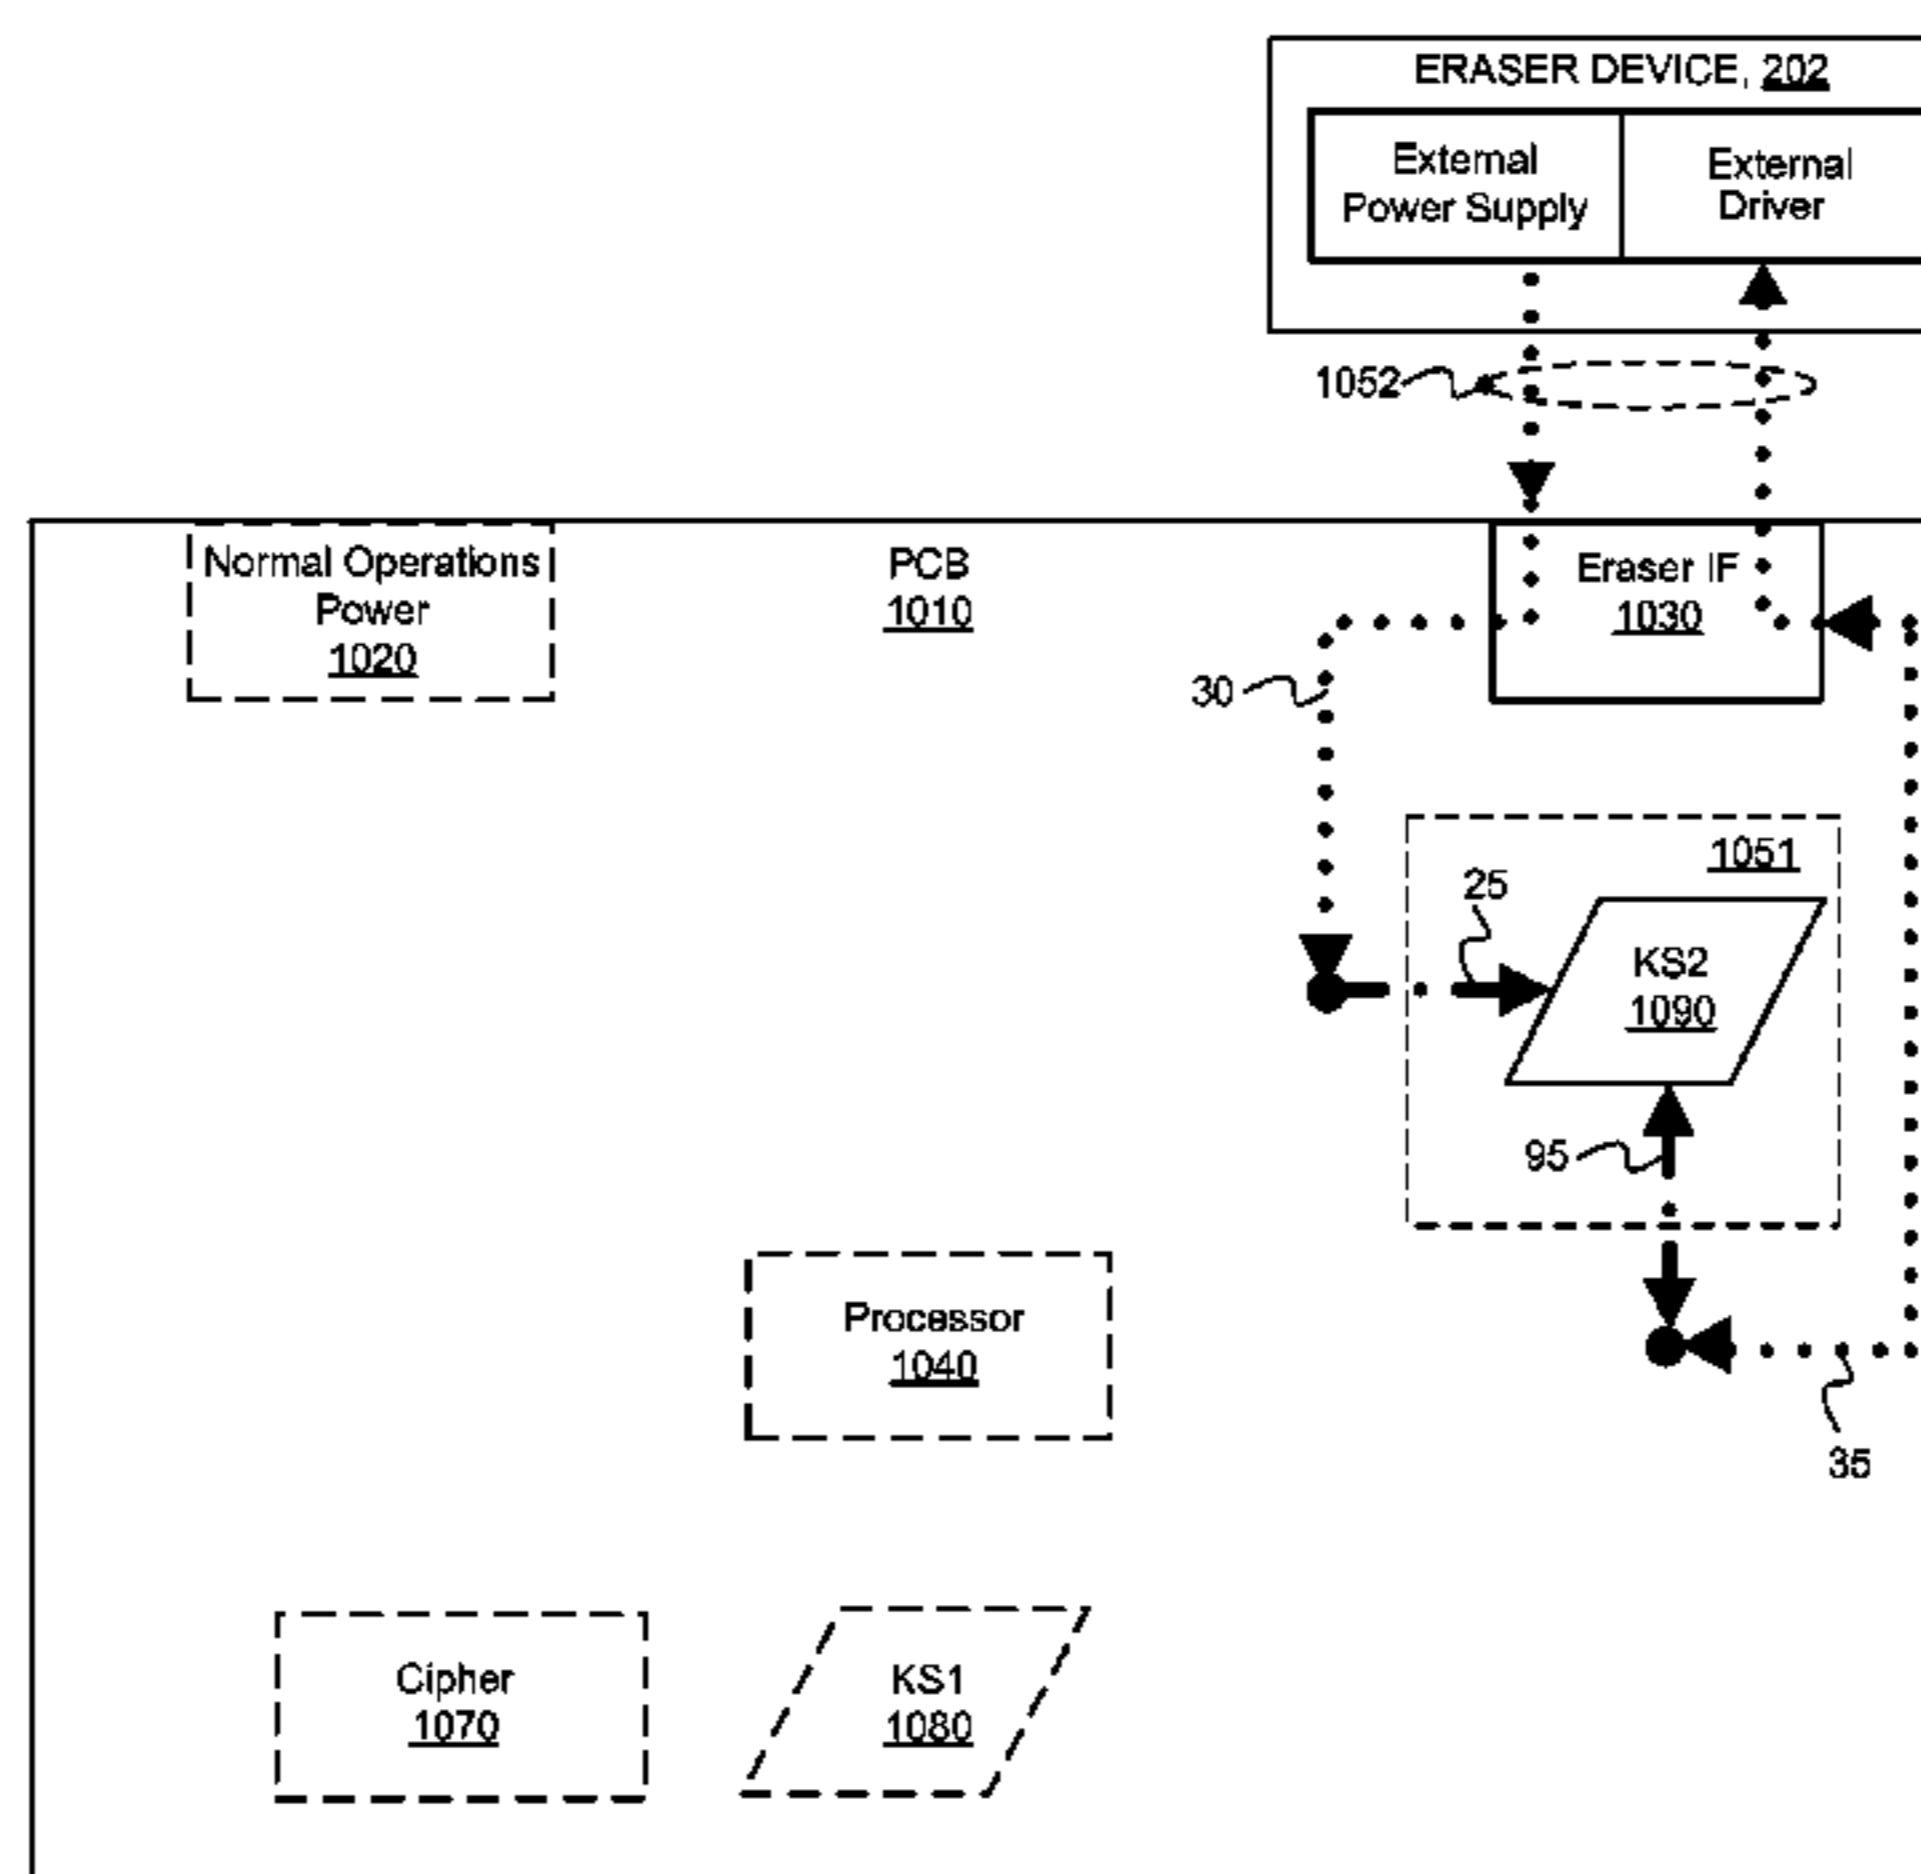 ERASER DEVICE, 202
External
Power Supply
External
Driver
1052
Normal Operations
Power
1020
PCB
1010
Eraser IF
1030
30
1051
25
KS2
1090
95
Processor
1040
35
Cipher
1070
KS1
1080